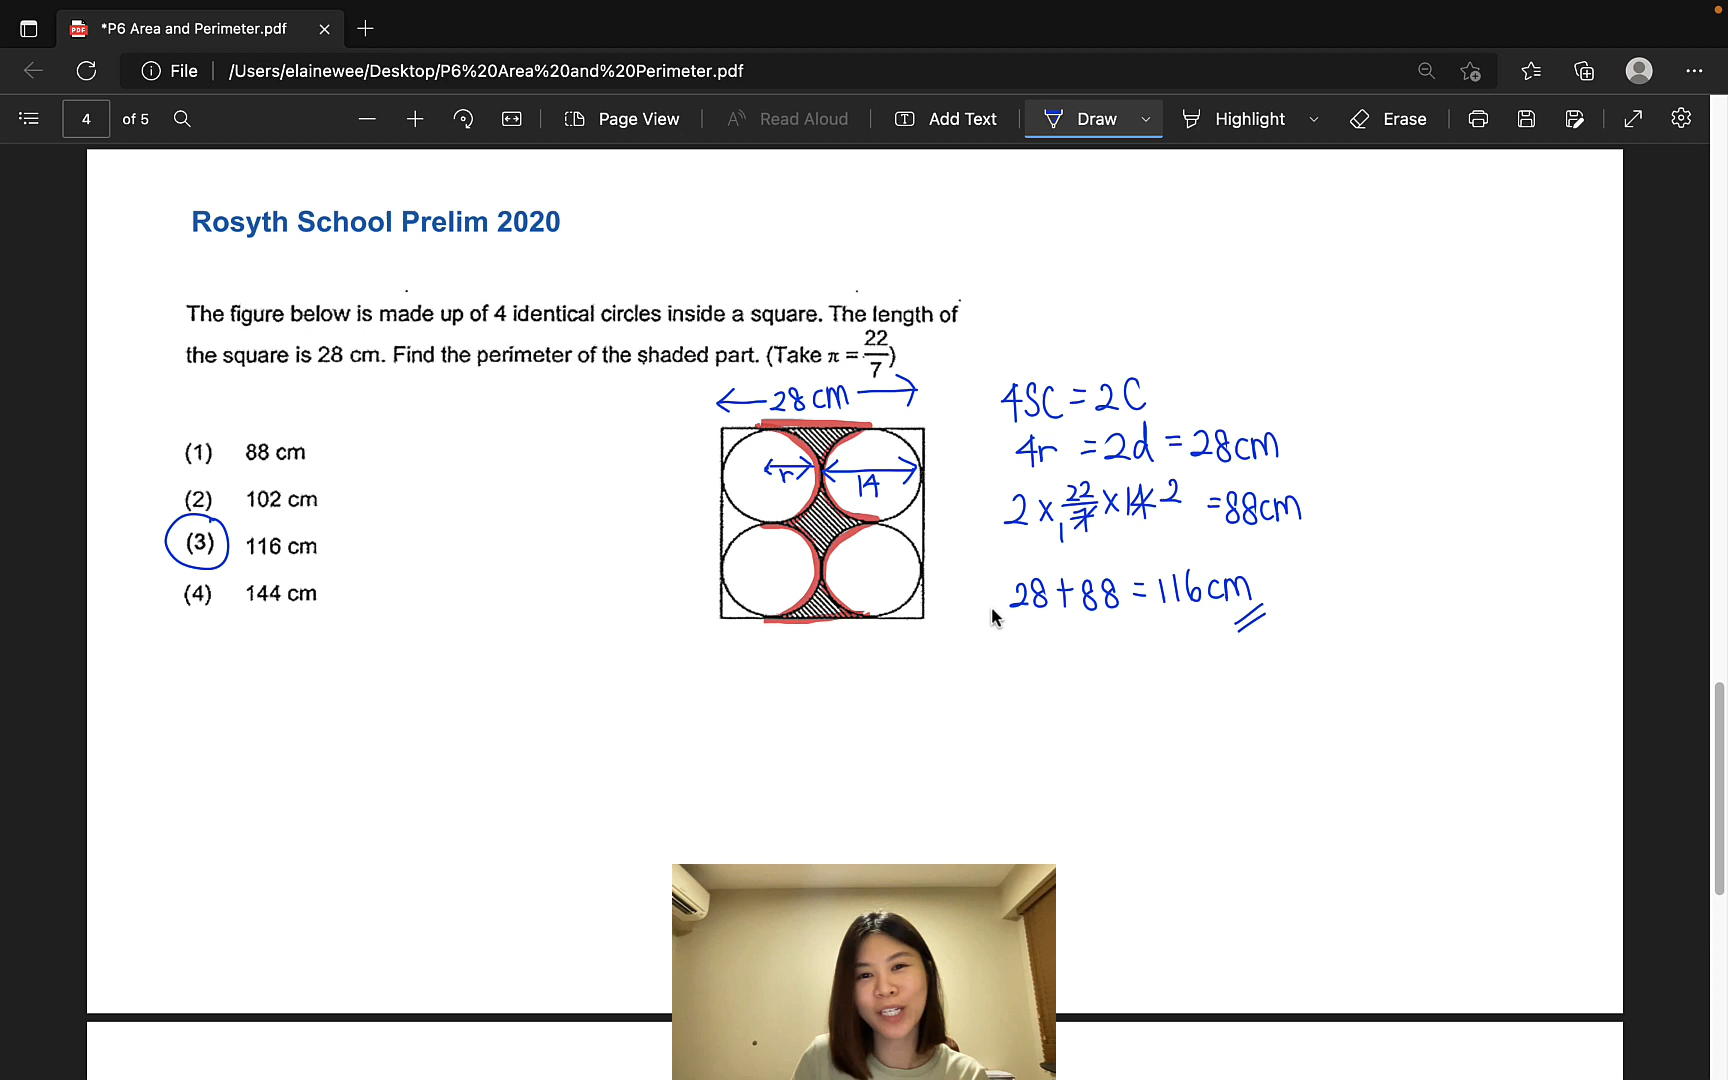 *P6 Area and Perimeter.pdf
File /Users/elainewee/Desktop/P6%20Area%20and%20Perimeter.pdf
4 of 5 Page View Read Aloud Add Text Draw Highlight Erase
Rosyth School Prelim 2020
The figure below is made up of 4 identical circles inside a square. The length of
the square is 28 cm. Find the perimeter of the shaded part. (Take π = 22/7)
(1) 88 cm
(2) 102 cm
(3) 116 cm
(4) 144 cm
28 cm
r 14
4SC = 2C
4r = 2d = 28cm
2 × 22/7 1 × 14 2 = 88cm
28 + 88 = 116cm